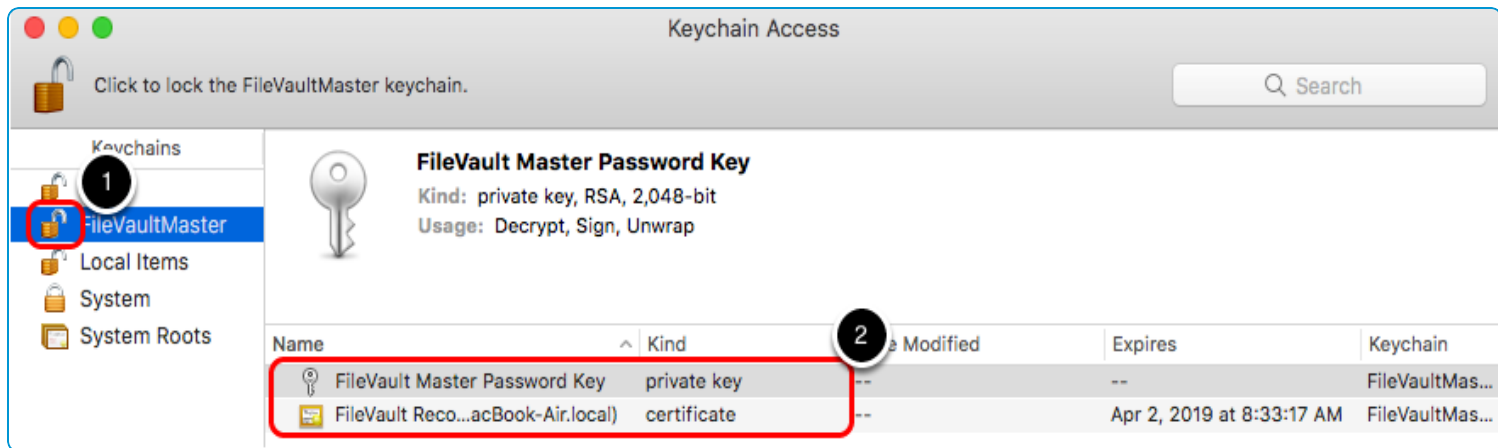 Keychain Access
Click to lock the FileVaultMaster keychain.
Search
Keychains
1
FileVaultMaster
Local Items
System
System Roots
FileVault Master Password Key
Kind: private key, RSA, 2,048-bit
Usage: Decrypt, Sign, Unwrap
Name Kind 2 Modified Expires Keychain
FileVault Master Password Key private key -- -- FileVaultMas...
FileVault Reco...acBook-Air.local) certificate -- Apr 2, 2019 at 8:33:17 AM FileVaultMas...